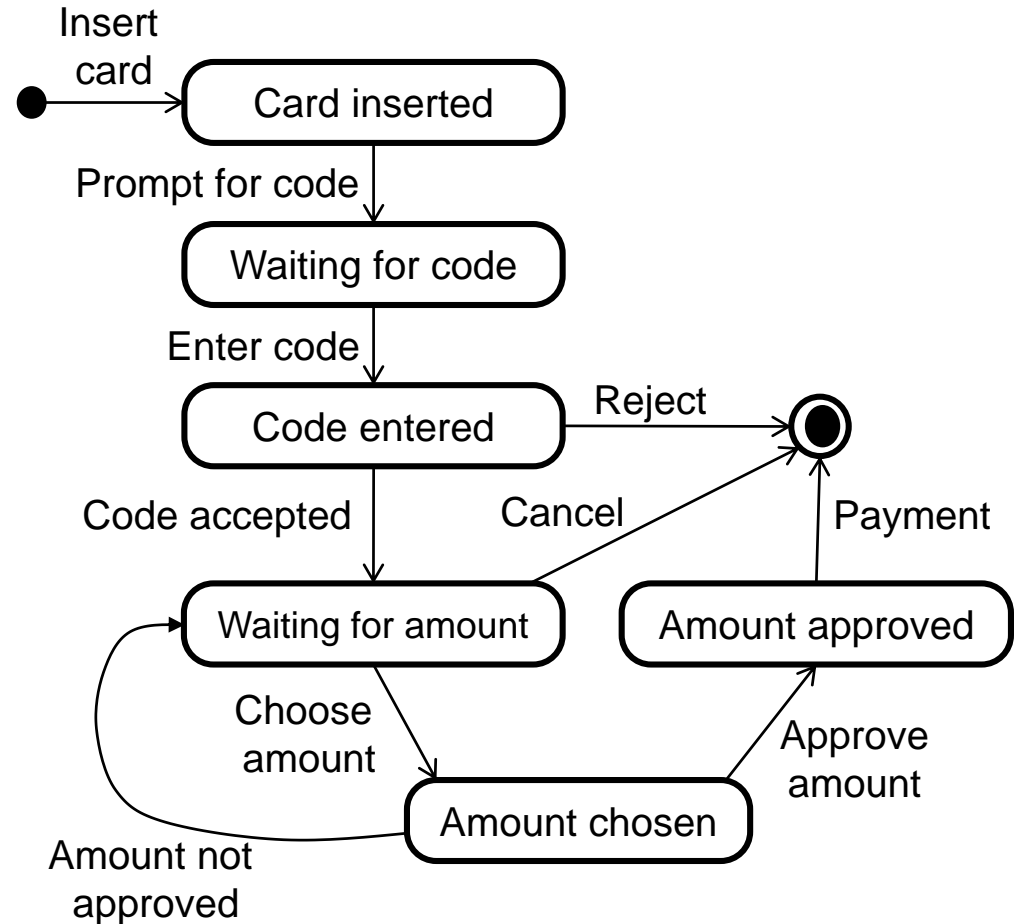 Insert
card
Card inserted
Prompt for code
Waiting for code
Enter code
Code entered
Reject
Code accepted
Cancel
Payment
Waiting for amount
Amount approved
Choose
amount
Approve
amount
Amount chosen
Amount not
approved